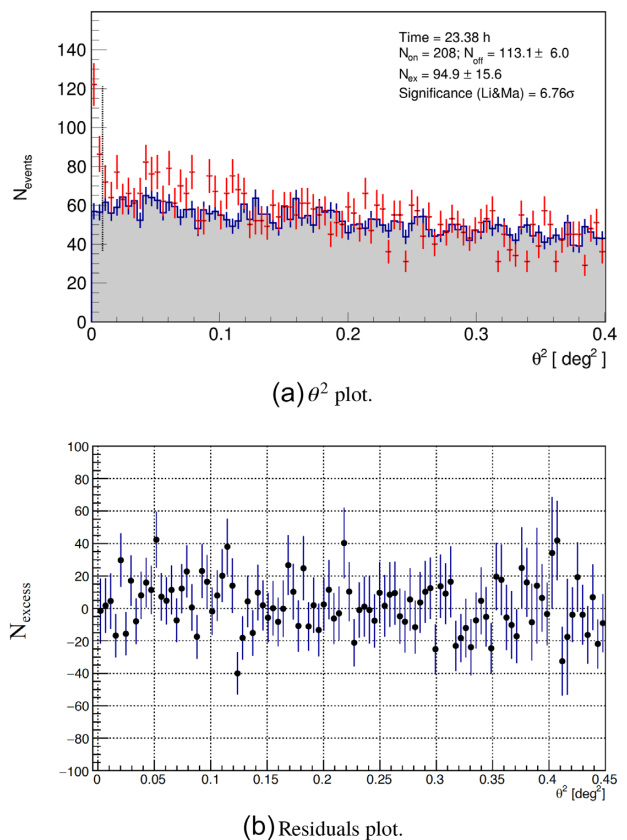 160
140
120
100
80
60
40
20
0
N_events
Time = 23.38 h
N_on = 208; N_off = 113.1 ± 6.0
N_ex = 94.9 ± 15.6
Significance (Li&Ma) = 6.76σ
0 0.1 0.2 0.3 0.4
θ² [ deg²]
(a) θ² plot.
100
80
60
40
20
0
−20
−40
−60
−80
−100
N_excess
0 0.05 0.1 0.15 0.2 0.25 0.3 0.35 0.4 0.45
θ² [deg²]
(b) Residuals plot.